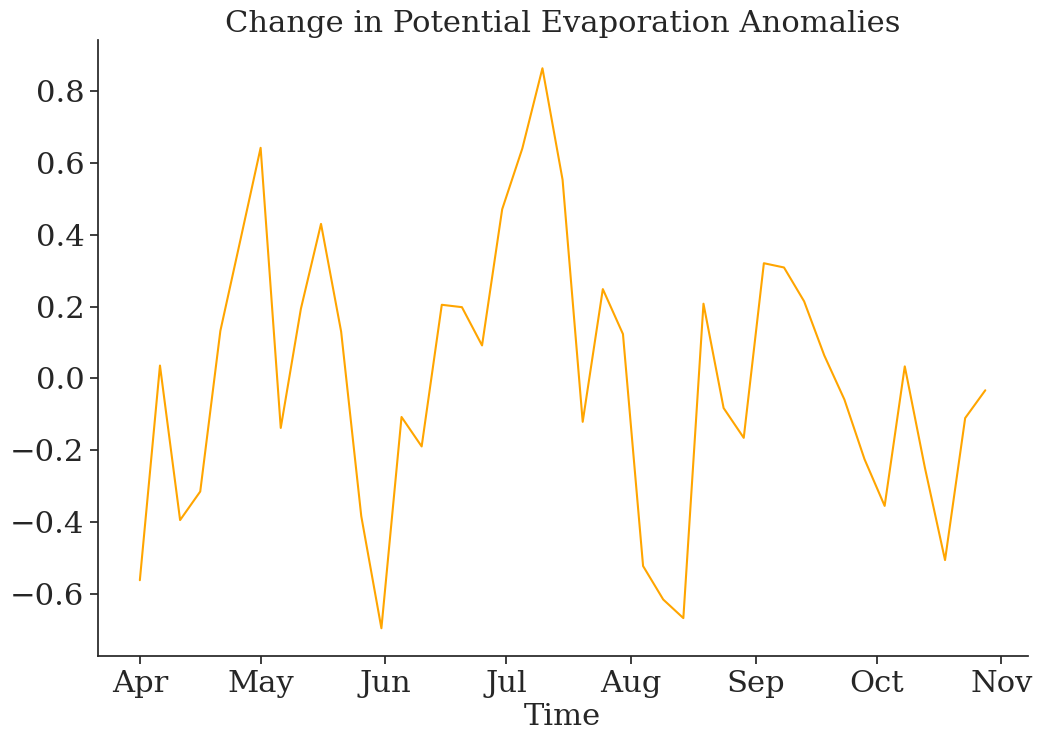 Change in Potential Evaporation Anomalies
0.8
0.6
0.4
0.2
0.0
−0.2
−0.4
−0.6
Apr May Jun Jul Aug Sep Oct Nov
Time